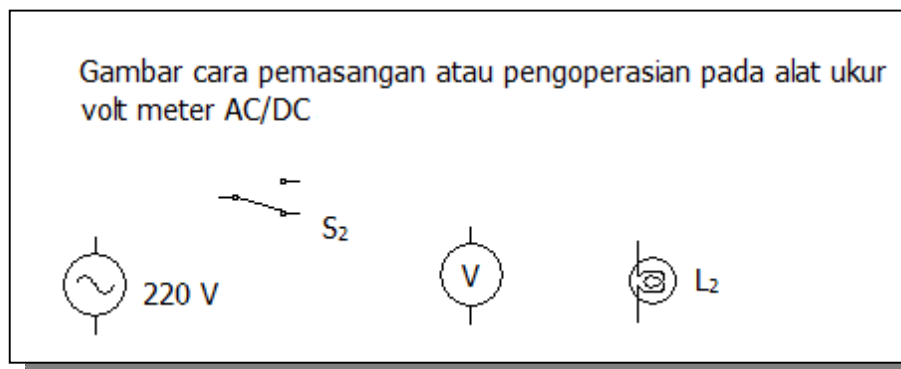 Gambar cara pemasangan atau pengoperasian pada alat ukur
volt meter AC/DC
S₂
220 V
V
L₂